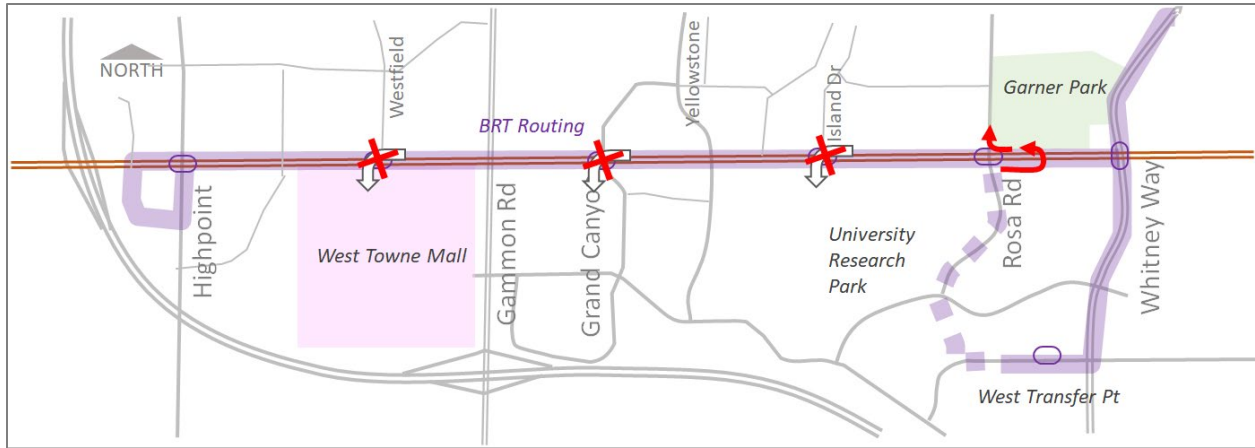 NORTH
Westfield
BRT Routing
Yellowstone
Island Dr
Garner Park
Highpoint
West Towne Mall
Gammon Rd
Grand Canyo
University
Research
Park
Rosa Rd
Whitney Way
West Transfer Pt